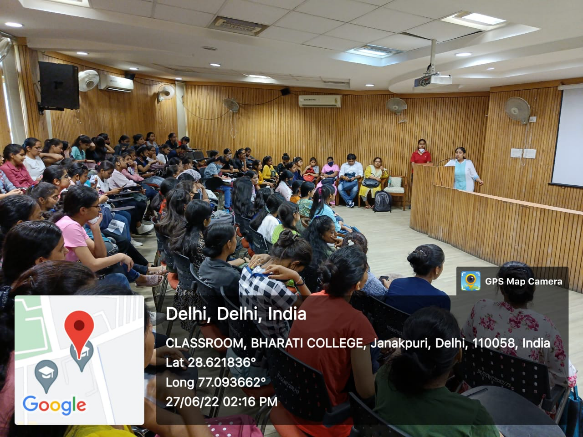 GPS Map Camera
Delhi, Delhi, India
CLASSROOM, BHARATI COLLEGE, Janakpuri, Delhi, 110058, India
Lat 28.621836°
Long 77.093662°
27/06/22 02:16 PM
Google